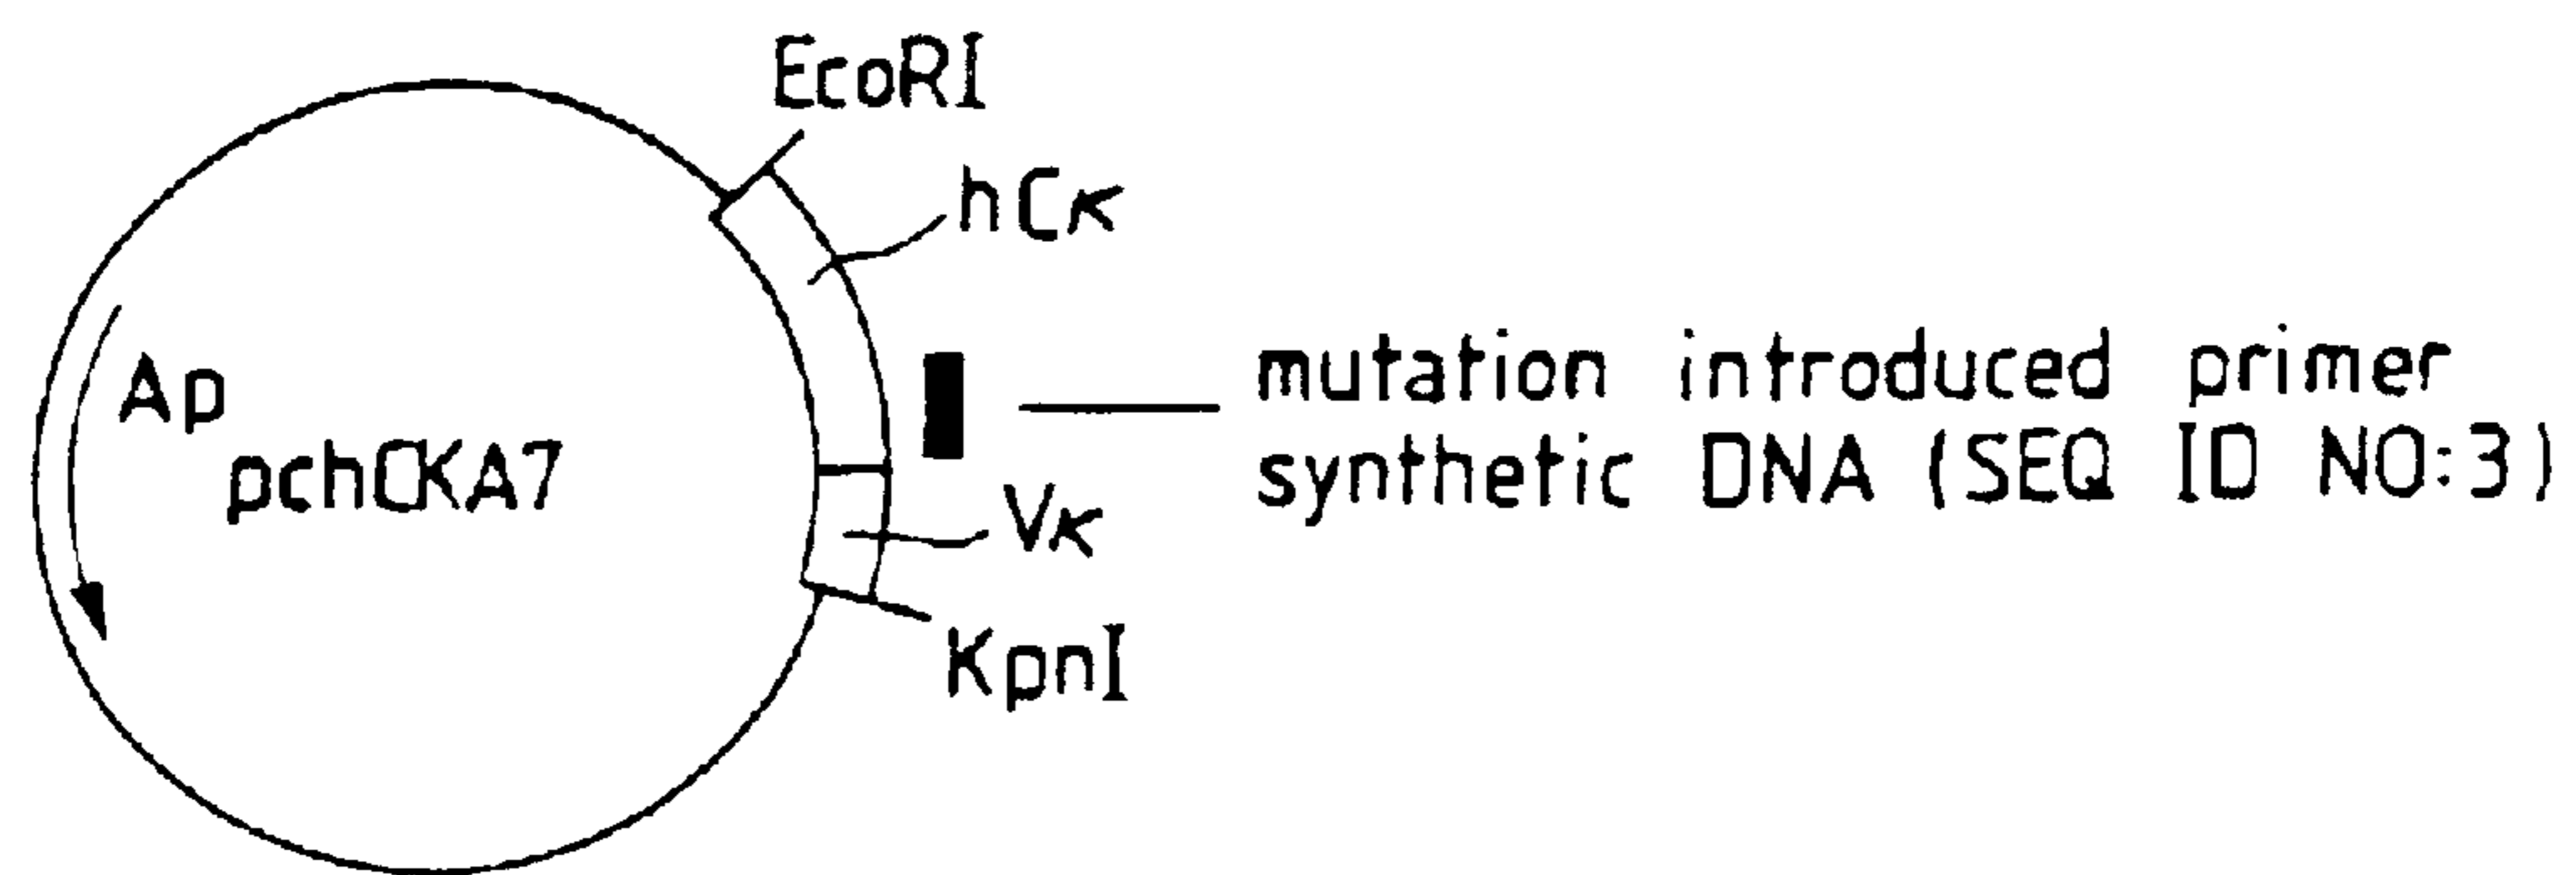 EcoRI
hCκ
mutation introduced primer
synthetic DNA (SEQ ID NO:3)
Ap
pchCKA7
Vκ
KpnI